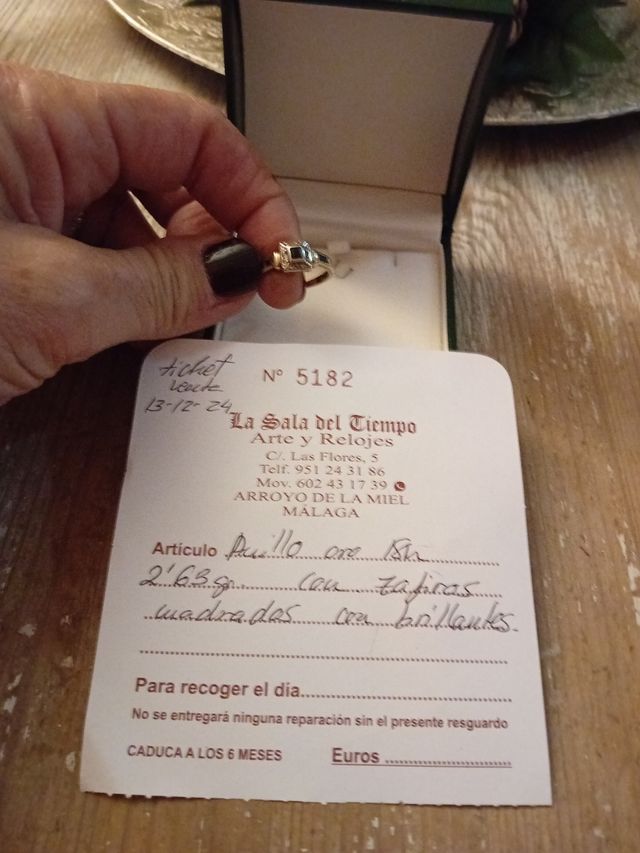 ticket
venta
13-12-24
Nº 5182
La Sala del Tiempo
Arte y Relojes
C/. Las Flores, 5
Telf. 951 24 31 86
Mov. 602 43 17 39
ARROYO DE LA MIEL
MÁLAGA
Artículo Anillo oro 18k
2'63 gr. con zafiros
cuadrados con brillantes.
Para recoger el día
No se entregará ninguna reparación sin el presente resguardo
CADUCA A LOS 6 MESES Euros